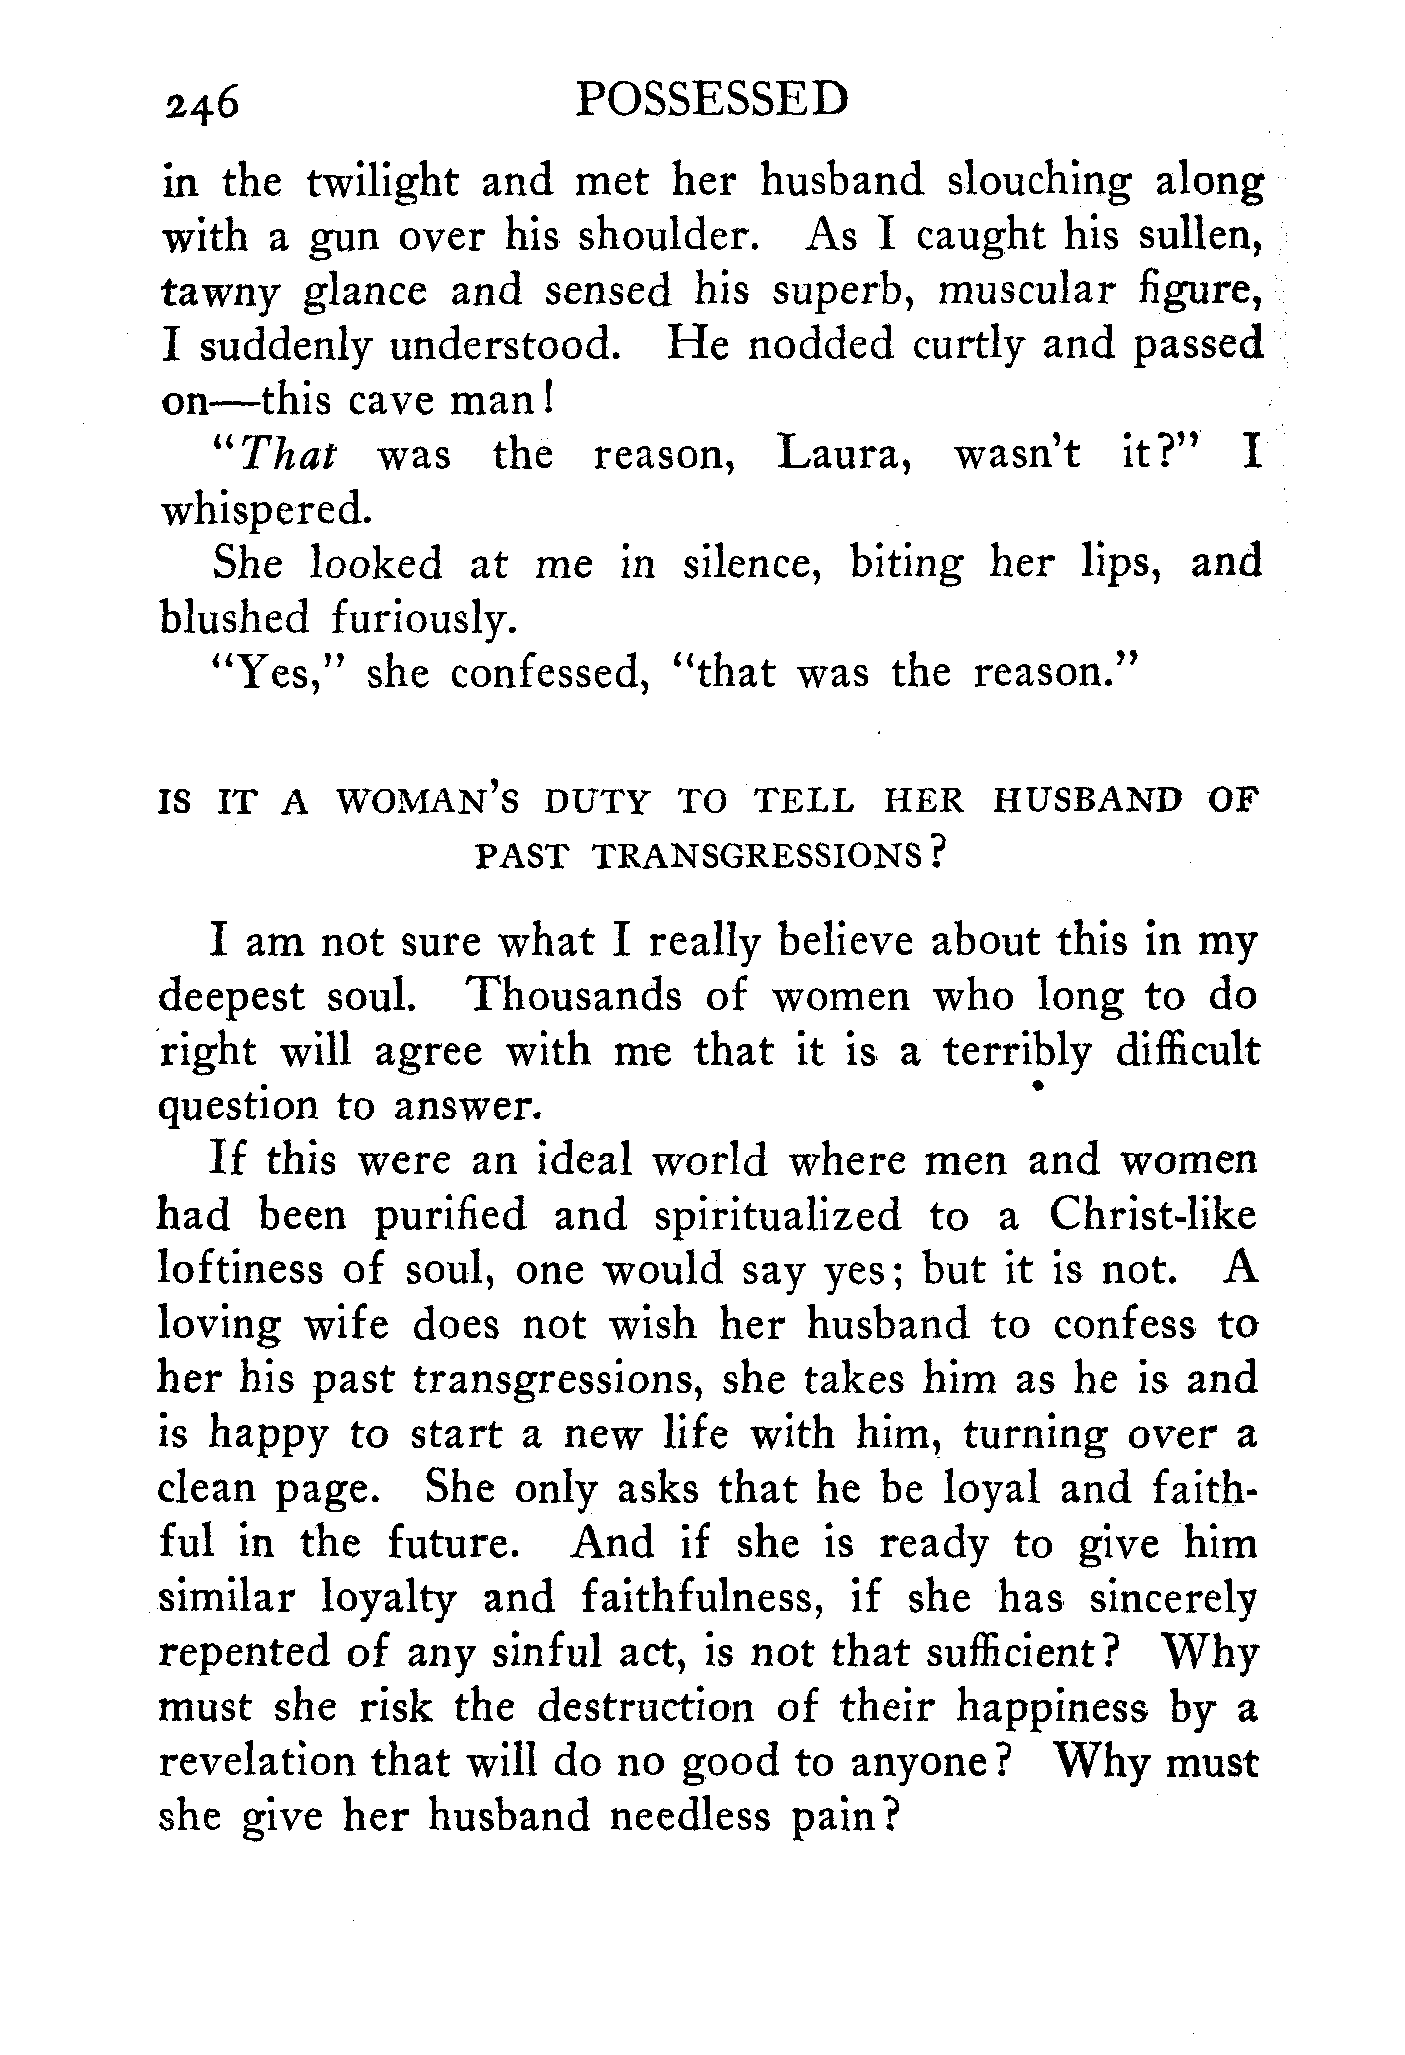 246 POSSESSED
in the twilight and met her husband slouching along
with a gun over his shoulder. As I caught his sullen,
tawny glance and sensed his superb, muscular figure,
I suddenly understood. He nodded curtly and passed
on—this cave man!
"That was the reason, Laura, wasn't it?" I
whispered.
She looked at me in silence, biting her lips, and
blushed furiously.
"Yes," she confessed, "that was the reason."
IS IT A WOMAN'S DUTY TO TELL HER HUSBAND OF
PAST TRANSGRESSIONS?
I am not sure what I really believe about this in my
deepest soul. Thousands of women who long to do
right will agree with me that it is a terribly difficult
question to answer.
If this were an ideal world where men and women
had been purified and spiritualized to a Christ-like
loftiness of soul, one would say yes; but it is not. A
loving wife does not wish her husband to confess to
her his past transgressions, she takes him as he is and
is happy to start a new life with him, turning over a
clean page. She only asks that he be loyal and faith-
ful in the future. And if she is ready to give him
similar loyalty and faithfulness, if she has sincerely
repented of any sinful act, is not that sufficient? Why
must she risk the destruction of their happiness by a
revelation that will do no good to anyone? Why must
she give her husband needless pain?